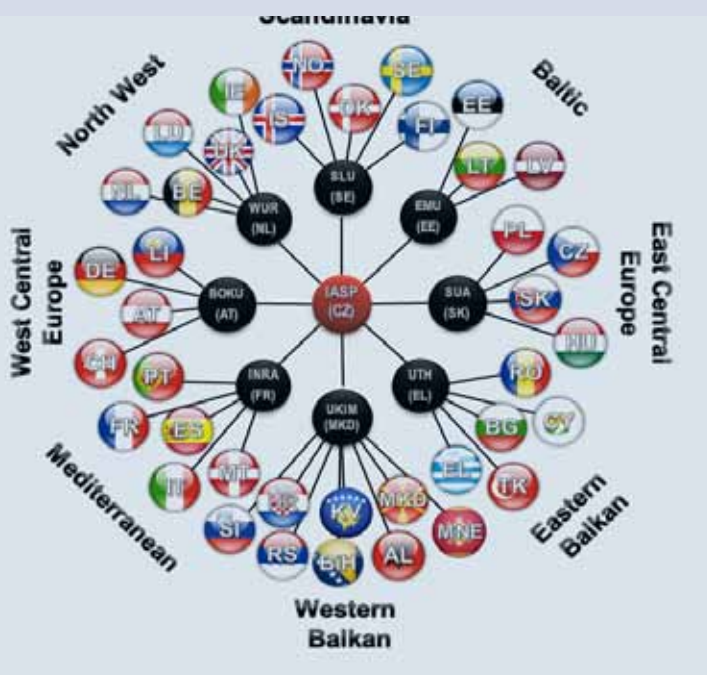 Scandinavia
North West
Baltic
NO
SE
IE
IS
DK
EE
LU
UK
FI
LT
LV
NL
BE
SLU
(SE)
WUR
(NL)
EMU
(EE)
PL
CZ
DE
LI
West Central
Europe
East Central
Europe
BOKU
(AT)
IASP
(CZ)
SUA
(SK)
SK
AT
HU
CH
PT
INRA
(FR)
UTH
(EL)
RO
FR
ES
UKIM
(MKD)
BG
CY
IT
MT
EL
TK
Mediterranean
Eastern
Balkan
SI
HR
KV
MKD
MNE
RS
BiH
AL
Western
Balkan